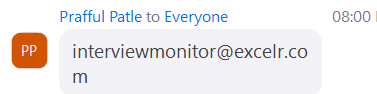 Prafful Patle to Everyone 08:00
PP
interviewmonitor@excelr.co
m